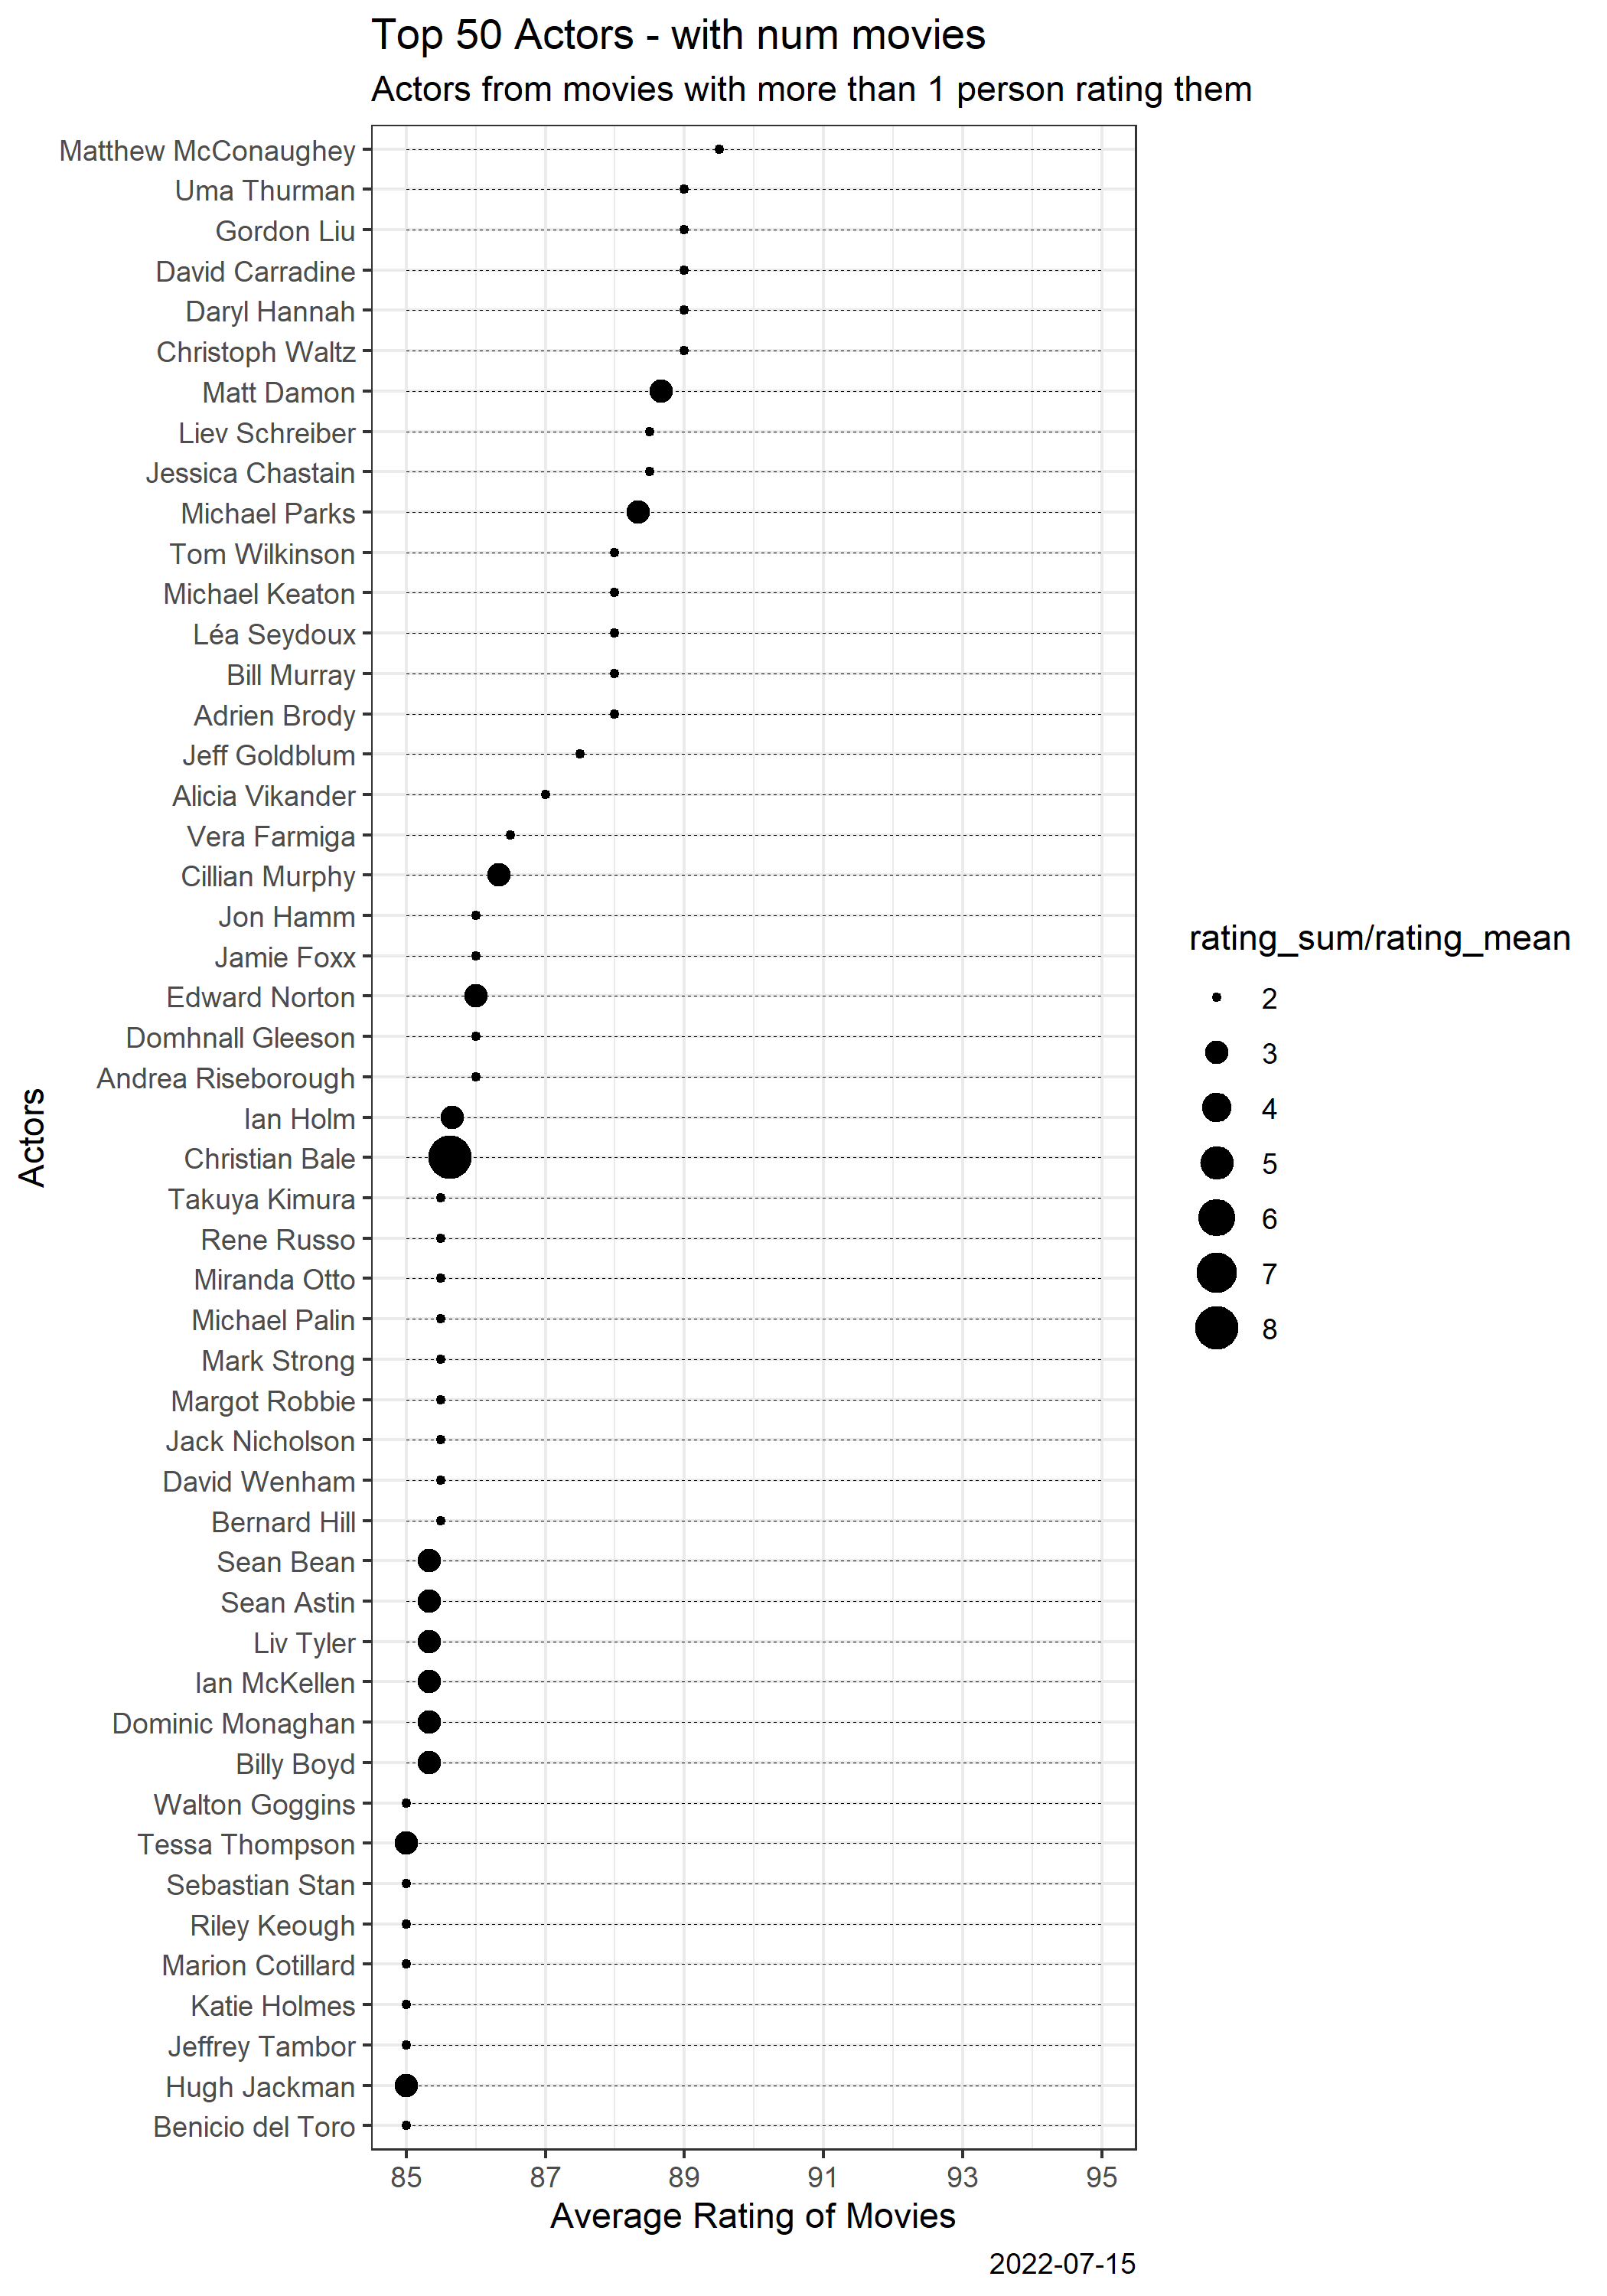 Top 50 Actors - with num movies
Actors from movies with more than 1 person rating them
Matthew McConaughey
Uma Thurman
Gordon Liu
David Carradine
Daryl Hannah
Christoph Waltz
Matt Damon
Liev Schreiber
Jessica Chastain
Michael Parks
Tom Wilkinson
Michael Keaton
Léa Seydoux
Bill Murray
Adrien Brody
Jeff Goldblum
Alicia Vikander
Vera Farmiga
Cillian Murphy
Jon Hamm
Jamie Foxx
Edward Norton
Domhnall Gleeson
Andrea Riseborough
Ian Holm
Christian Bale
Takuya Kimura
Rene Russo
Miranda Otto
Michael Palin
Mark Strong
Margot Robbie
Jack Nicholson
David Wenham
Bernard Hill
Sean Bean
Sean Astin
Liv Tyler
Ian McKellen
Dominic Monaghan
Billy Boyd
Walton Goggins
Tessa Thompson
Sebastian Stan
Riley Keough
Marion Cotillard
Katie Holmes
Jeffrey Tambor
Hugh Jackman
Benicio del Toro
Actors
85 87 89 91 93 95
Average Rating of Movies
rating_sum/rating_mean
2
3
4
5
6
7
8
2022-07-15